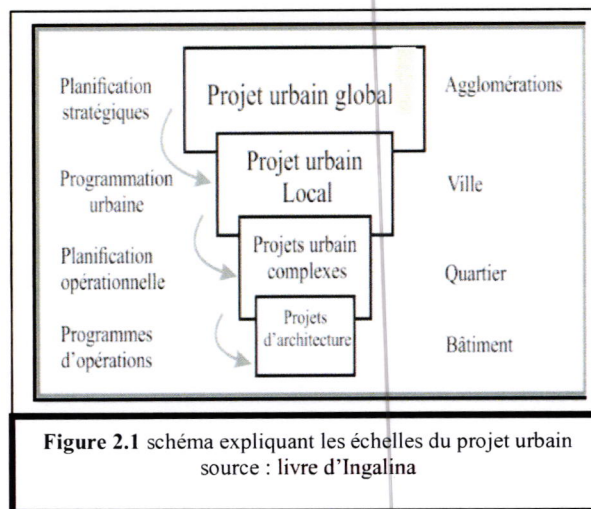 Planification
stratégiques
Projet urbain global
Agglomérations
Programmation
urbaine
Projet urbain
Local
Ville
Planification
opérationnelle
Projets urbain
complexes
Quartier
Programmes
d'opérations
Projets
d'architecture
Bâtiment
Figure 2.1 schéma expliquant les échelles du projet urbain
source : livre d'Ingalina